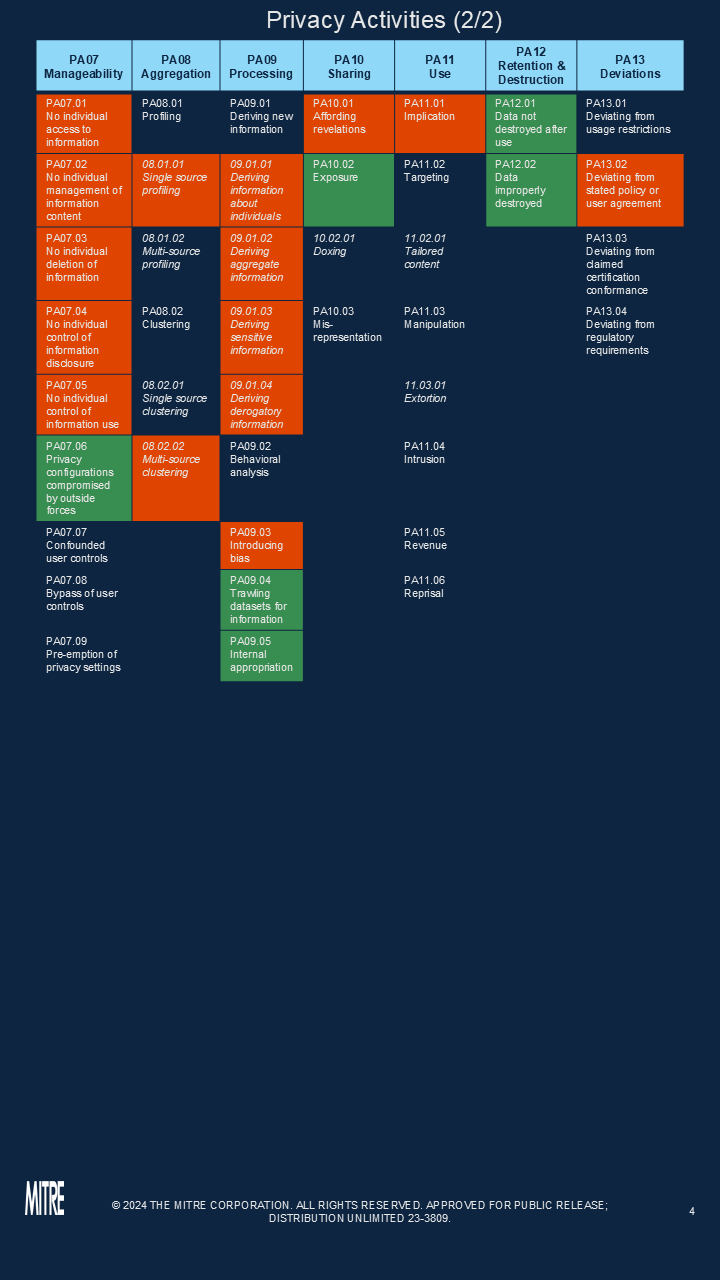 Privacy Activities (2/2)
PA07
Manageability
PA08
Aggregation
PA09
Processing
PA10
Sharing
PA11
Use
PA12
Retention &
Destruction
PA13
Deviations
PA07.01
No individual
access to
information
PA08.01
Profiling
PA09.01
Deriving new
information
PA10.01
Affording
revelations
PA11.01
Implication
PA12.01
Data not
destroyed after
use
PA13.01
Deviating from
usage restrictions
PA07.02
No individual
management of
information
content
08.01.01
Single source
profiling
09.01.01
Deriving
information
about
individuals
PA10.02
Exposure
PA11.02
Targeting
PA12.02
Data
improperly
destroyed
PA13.02
Deviating from
stated policy or
user agreement
PA07.03
No individual
deletion of
information
08.01.02
Multi-source
profiling
09.01.02
Deriving
aggregate
information
10.02.01
Doxing
11.02.01
Tailored
content
PA13.03
Deviating from
claimed
certification
conformance
PA07.04
No individual
control of
information
disclosure
PA08.02
Clustering
09.01.03
Deriving
sensitive
information
PA10.03
Mis-
representation
PA11.03
Manipulation
PA13.04
Deviating from
regulatory
requirements
PA07.05
No individual
control of
information use
08.02.01
Single source
clustering
09.01.04
Deriving
derogatory
information
11.03.01
Extortion
PA07.06
Privacy
configurations
compromised
by outside
forces
08.02.02
Multi-source
clustering
PA09.02
Behavioral
analysis
PA11.04
Intrusion
PA07.07
Confounded
user controls
PA09.03
Introducing
bias
PA11.05
Revenue
PA07.08
Bypass of user
controls
PA09.04
Trawling
datasets for
information
PA11.06
Reprisal
PA07.09
Pre-emption of
privacy settings
PA09.05
Internal
appropriation
MITRE
© 2024 THE MITRE CORPORATION. ALL RIGHTS RESERVED. APPROVED FOR PUBLIC RELEASE;
DISTRIBUTION UNLIMITED 23-3809.
4